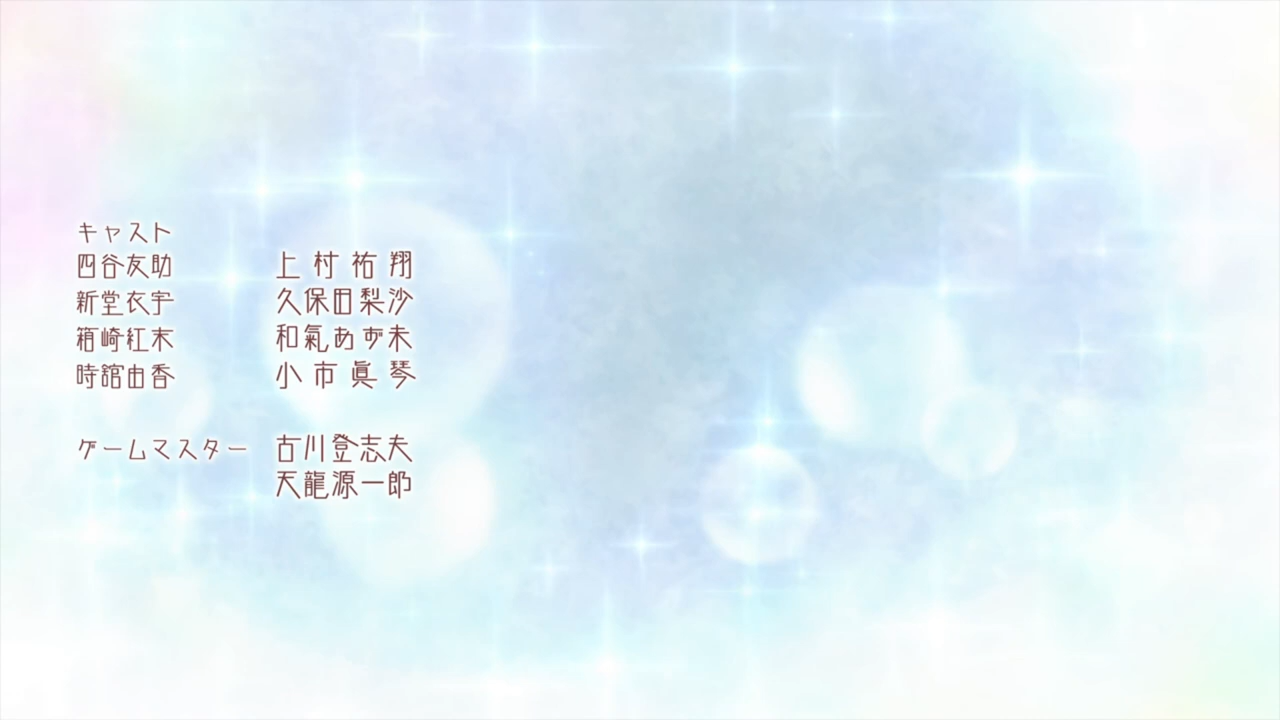 キャスト
四谷友助 上村祐翔
新堂衣宇 久保田梨沙
箱崎紅末 和氣あず未
時舘由香 小市眞琴
ゲームマスター 古川登志夫
天龍源一郎